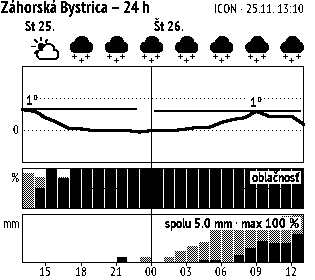 Záhorská Bystrica – 24 h ICON · 25.11. 13:10
St 25. Št 26.
1° 1°
0
% oblačnosť
mm spolu 5.0 mm · max 100 %
15 18 21 00 03 06 09 12